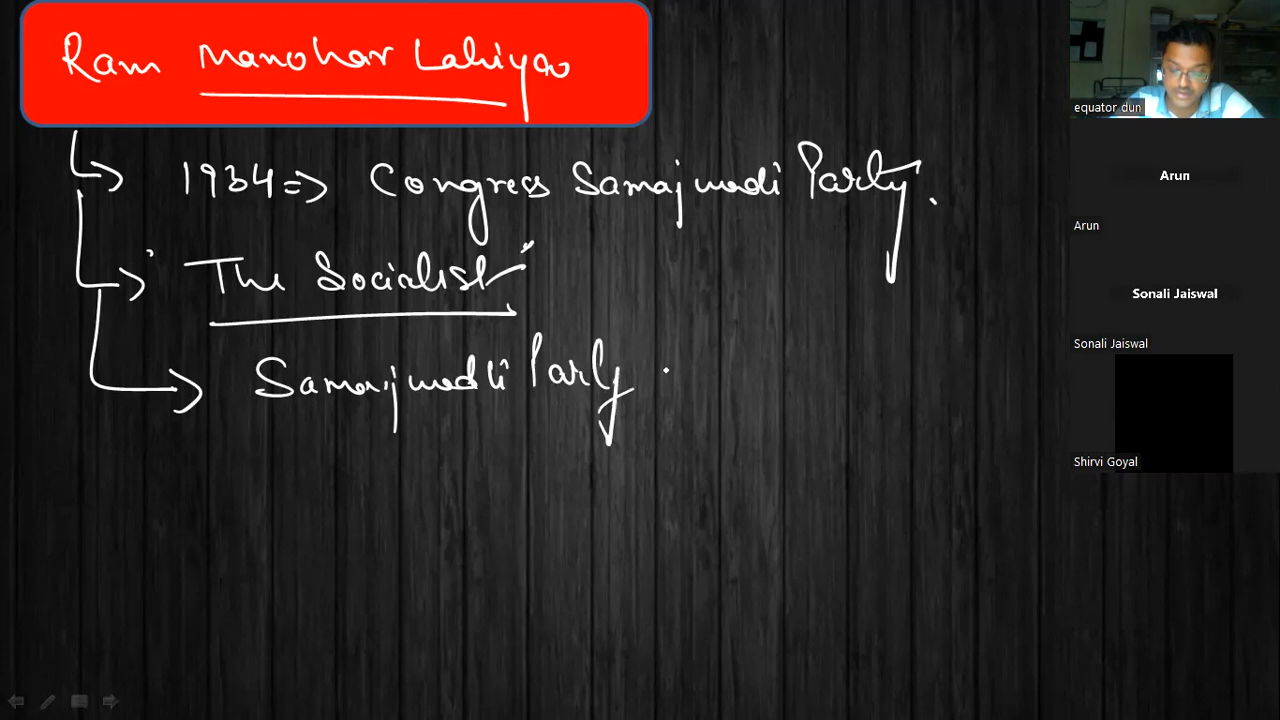 Ram Manohar Lahiya
1934 => Congress Samajwadi Party.
"The Socialist"
Samajwadi Party.
equator dun
Arun
Arun
Sonali Jaiswal
Sonali Jaiswal
Shirvi Goyal